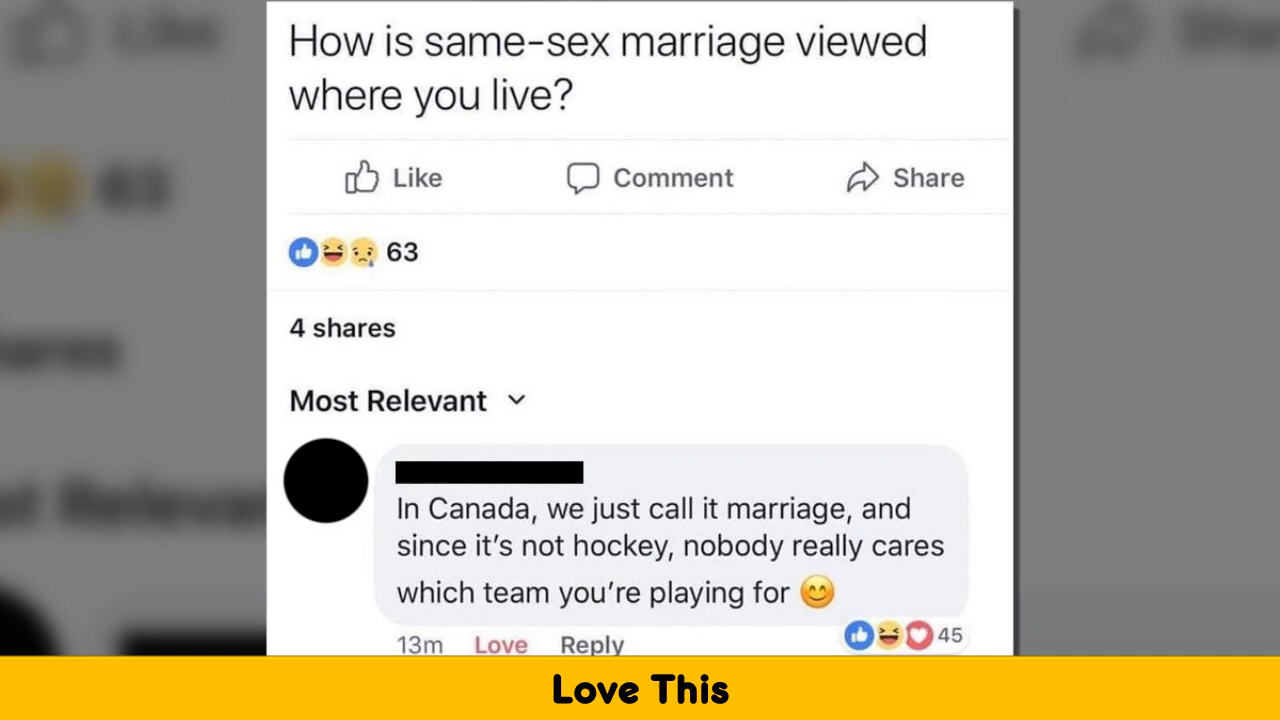 How is same-sex marriage viewed
where you live?
Like Comment Share
63
4 shares
Most Relevant
In Canada, we just call it marriage, and
since it's not hockey, nobody really cares
which team you're playing for 😊
13m Love Reply 45
Love This